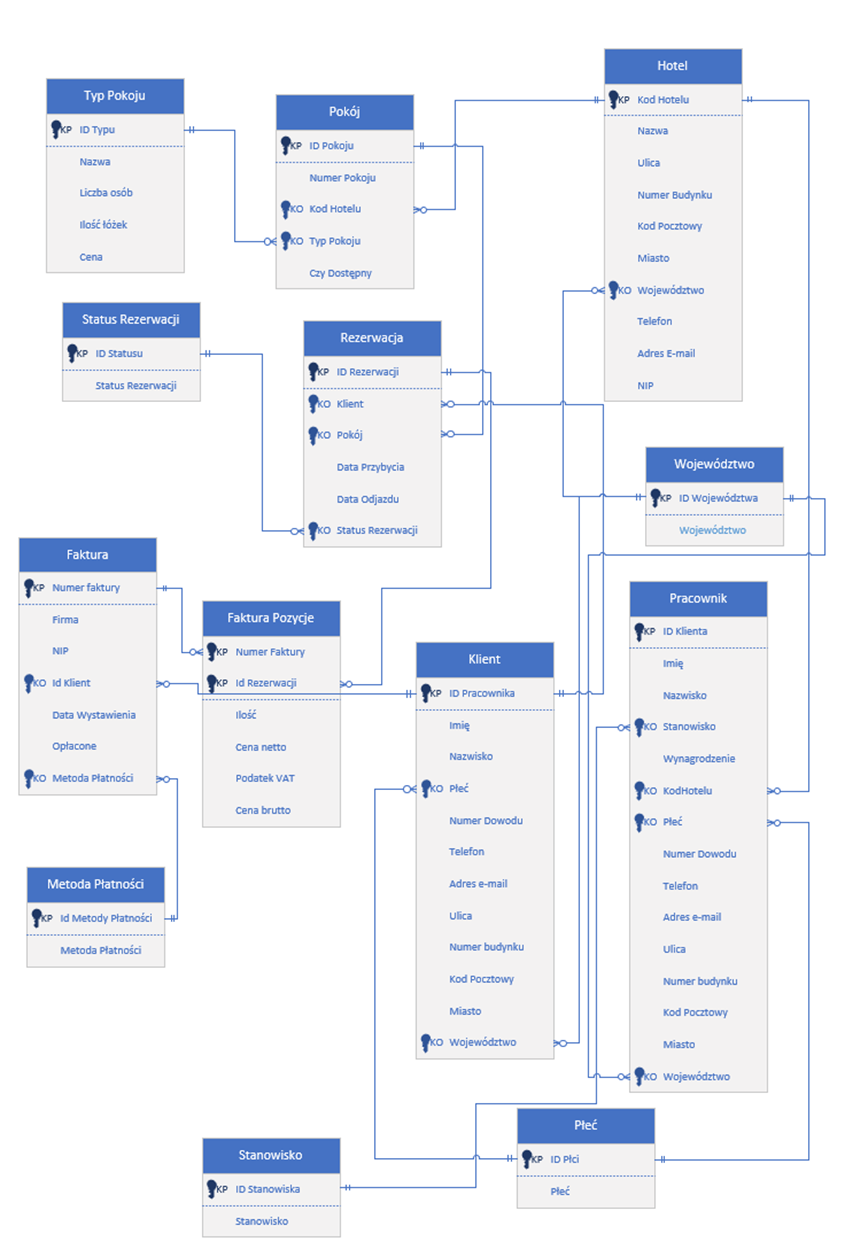 Typ Pokoju
KP ID Typu
Nazwa
Liczba osób
Ilość łóżek
Cena
Pokój
KP ID Pokoju
Numer Pokoju
KO Kod Hotelu
KO Typ Pokoju
Czy Dostępny
Hotel
KP Kod Hotelu
Nazwa
Ulica
Numer Budynku
Kod Pocztowy
Miasto
KO Województwo
Telefon
Adres E-mail
NIP
Status Rezerwacji
KP ID Statusu
Status Rezerwacji
Rezerwacja
KP ID Rezerwacji
KO Klient
KO Pokój
Data Przybycia
Data Odjazdu
KO Status Rezerwacji
Województwo
KP ID Województwa
Województwo
Faktura
KP Numer faktury
Firma
NIP
KO Id Klient
Data Wystawienia
Opłacone
KO Metoda Płatności
Faktura Pozycje
KP Numer Faktury
KP Id Rezerwacji
Ilość
Cena netto
Podatek VAT
Cena brutto
Klient
KP ID Pracownika
Imię
Nazwisko
KO Płeć
Numer Dowodu
Telefon
Adres e-mail
Ulica
Numer budynku
Kod Pocztowy
Miasto
KO Województwo
Pracownik
KP ID Klienta
Imię
Nazwisko
KO Stanowisko
Wynagrodzenie
KO KodHotelu
KO Płeć
Numer Dowodu
Telefon
Adres e-mail
Ulica
Numer budynku
Kod Pocztowy
Miasto
KO Województwo
Metoda Płatności
KP Id Metody Płatności
Metoda Płatności
Stanowisko
KP ID Stanowiska
Stanowisko
Płeć
KP ID Płci
Płeć